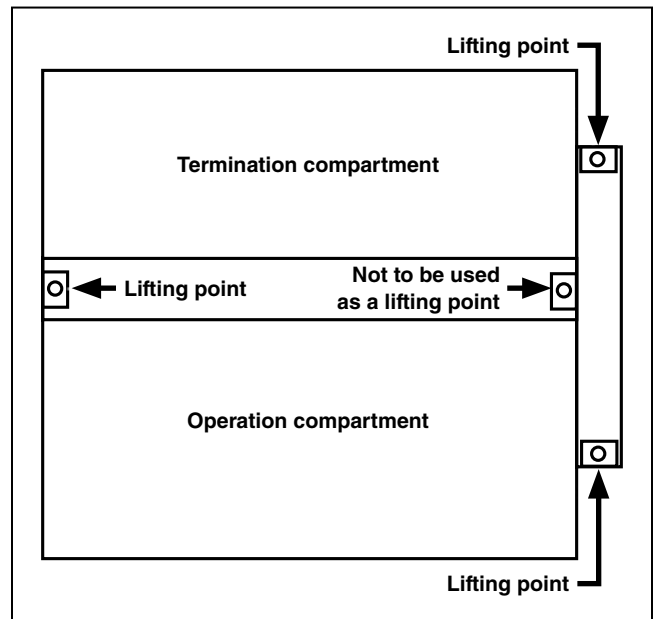 Lifting point
Termination compartment
Lifting point
Not to be used
as a lifting point
Operation compartment
Lifting point